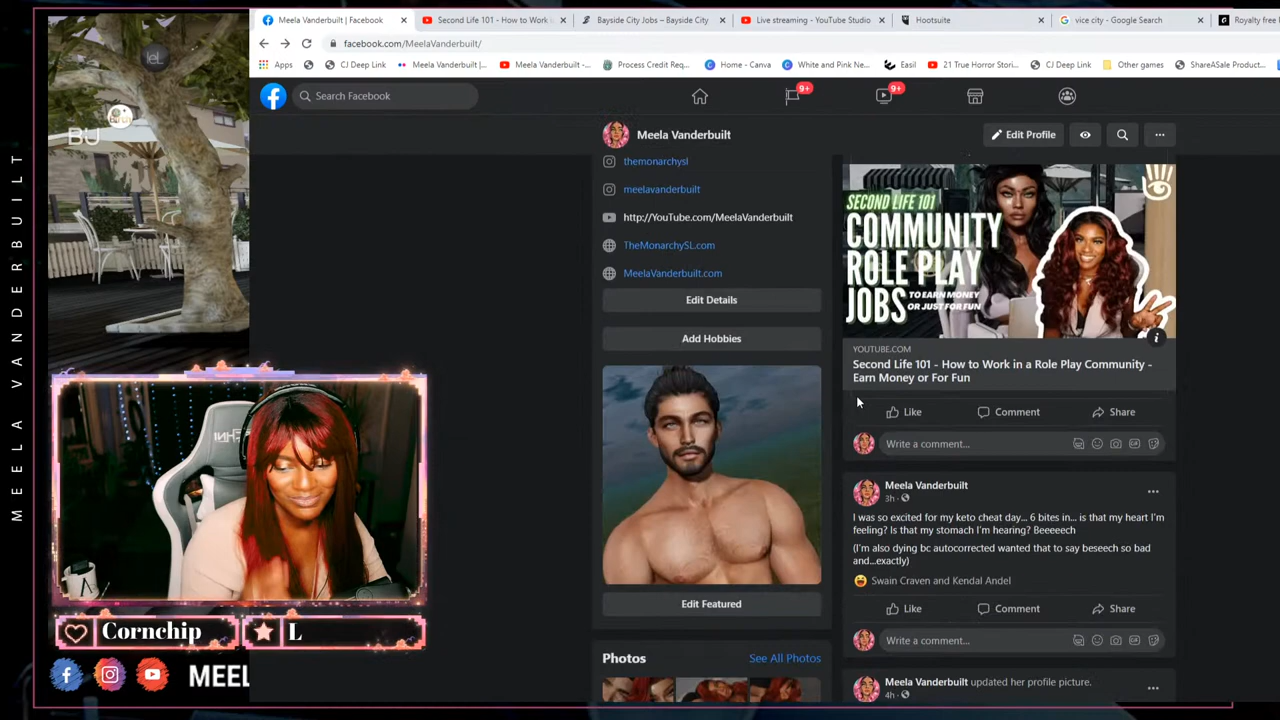 Meela Vanderbuilt | Facebook
Second Life 101 - How to Work in
Bayside City Jobs – Bayside City
Live streaming - YouTube Studio
Hootsuite
vice city - Google Search
Royalty free
facebook.com/MeelaVanderbuilt/
Apps
CJ Deep Link
Meela Vanderbuilt |...
Meela Vanderbuilt -...
Process Credit Req...
Home - Canva
White and Pink Ne...
Easil
21 True Horror Stori...
CJ Deep Link
Other games
ShareASale Product...
Search Facebook
9+
9+
Meela Vanderbuilt
Edit Profile
themonarchysl
meelavanderbuilt
http://YouTube.com/MeelaVanderbuilt
TheMonarchySL.com
MeelaVanderbuilt.com
Edit Details
Add Hobbies
Edit Featured
Photos
See All Photos
SECOND LIFE 101
COMMUNITY
ROLE PLAY
JOBS
TO EARN MONEY
OR JUST FOR FUN
YOUTUBE.COM
Second Life 101 - How to Work in a Role Play Community -
Earn Money or For Fun
Like
Comment
Share
Write a comment...
Meela Vanderbuilt
3h
I was so excited for my keto cheat day... 6 bites in... is that my heart I'm
feeling? Is that my stomach I'm hearing? Beeeeech
(I'm also dying bc autocorrected wanted that to say beseech so bad
and...exactly)
Swain Craven and Kendal Andel
Like
Comment
Share
Write a comment...
Meela Vanderbuilt updated her profile picture.
4h
MEELA VANDERBUILT
BU
Cornchip
L
MEEL